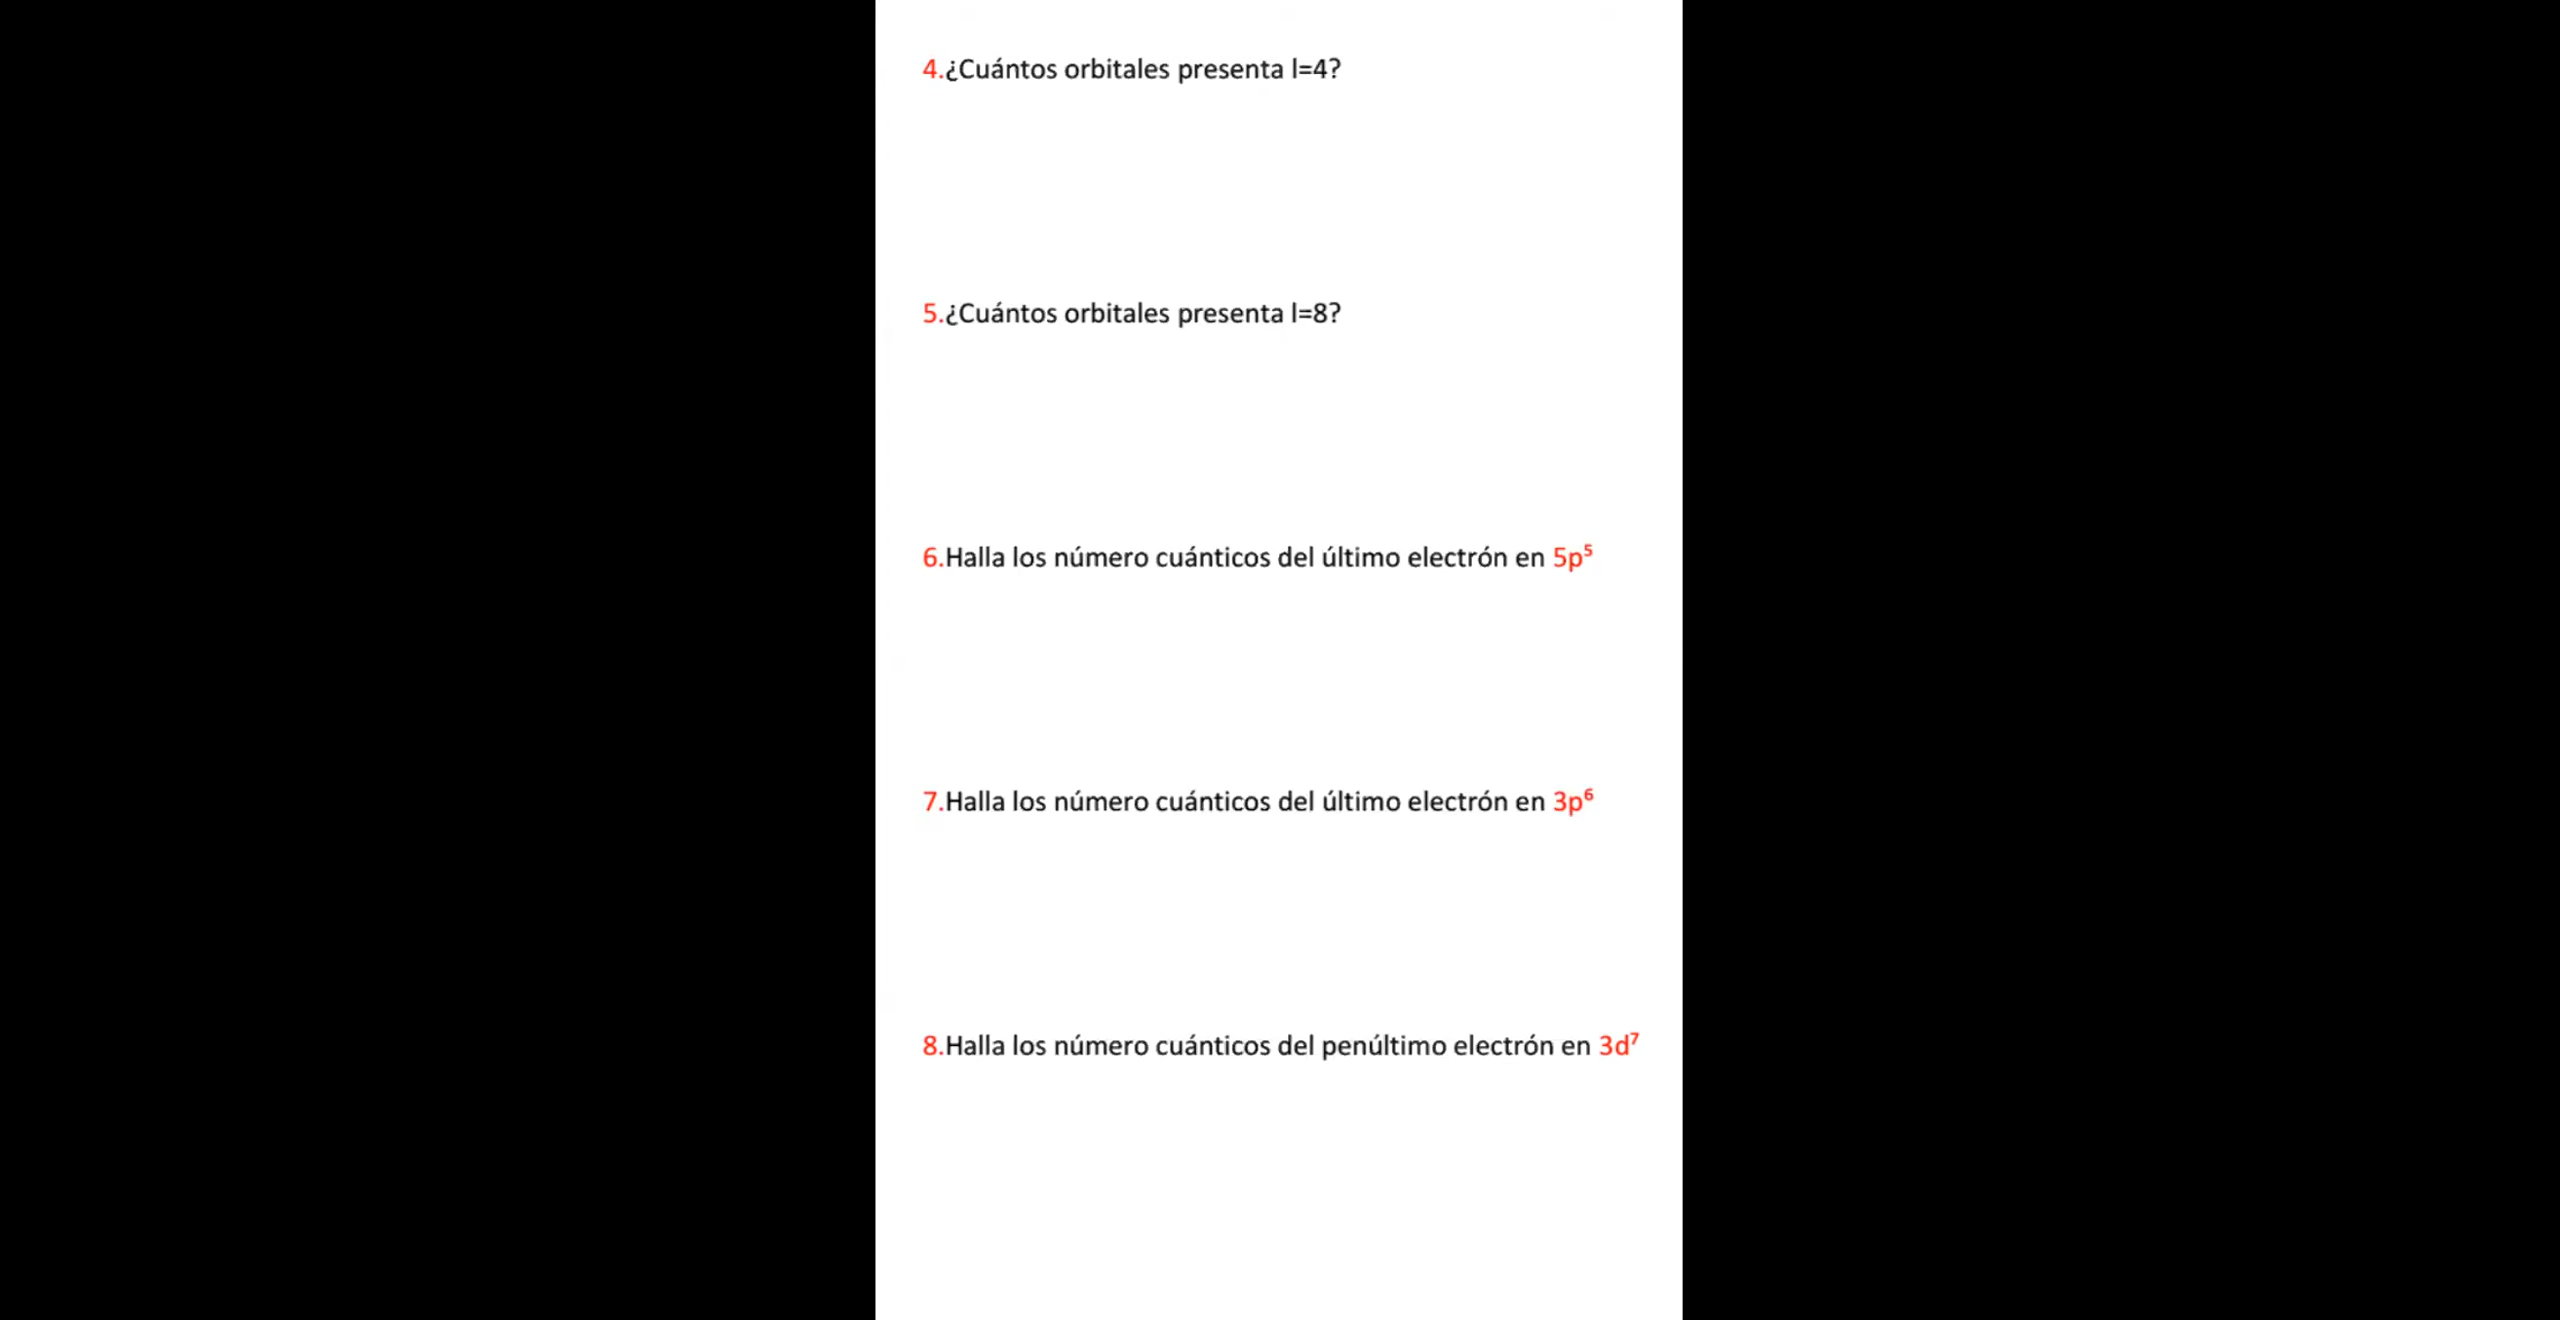 4.¿Cuántos orbitales presenta l=4?
5.¿Cuántos orbitales presenta l=8?
6.Halla los número cuánticos del último electrón en 5p⁵
7.Halla los número cuánticos del último electrón en 3p⁶
8.Halla los número cuánticos del penúltimo electrón en 3d⁷